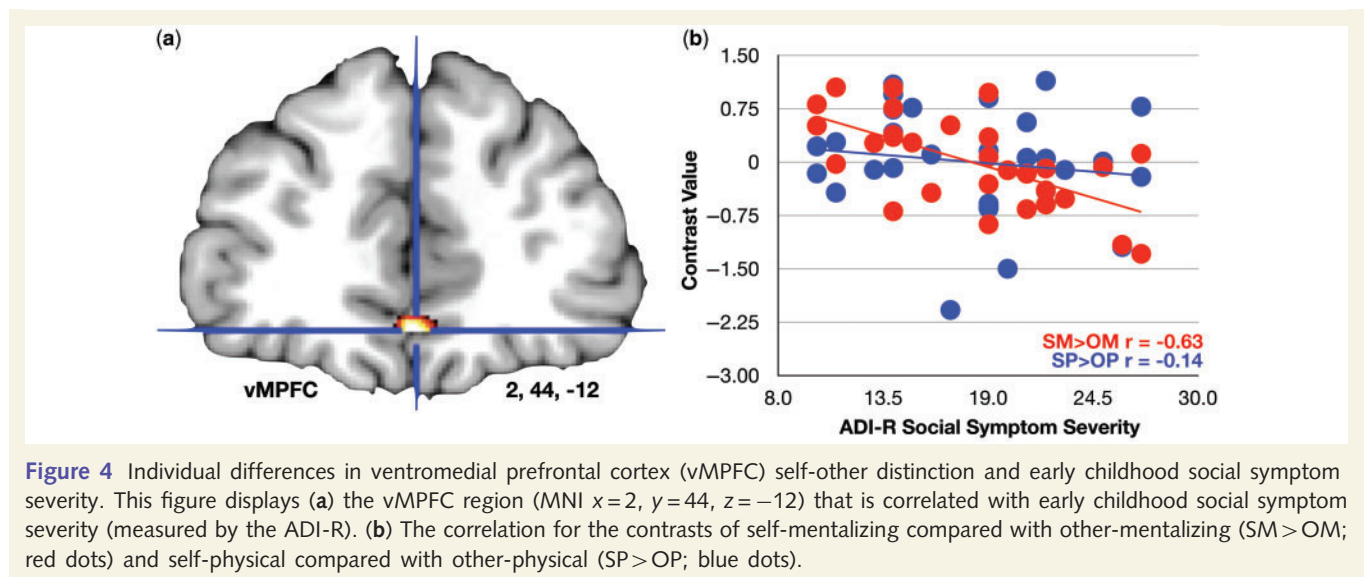 (a)
vMPFC
2, 44, -12
(b)
1.50
0.75
0
−0.75
−1.50
−2.25
−3.00
Contrast Value
SM>OM r = -0.63
SP>OP r = -0.14
8.0 13.5 19.0 24.5 30.0
ADI-R Social Symptom Severity
Figure 4 Individual differences in ventromedial prefrontal cortex (vMPFC) self-other distinction and early childhood social symptom
severity. This figure displays (a) the vMPFC region (MNI x = 2, y = 44, z = −12) that is correlated with early childhood social symptom
severity (measured by the ADI-R). (b) The correlation for the contrasts of self-mentalizing compared with other-mentalizing (SM > OM;
red dots) and self-physical compared with other-physical (SP > OP; blue dots).